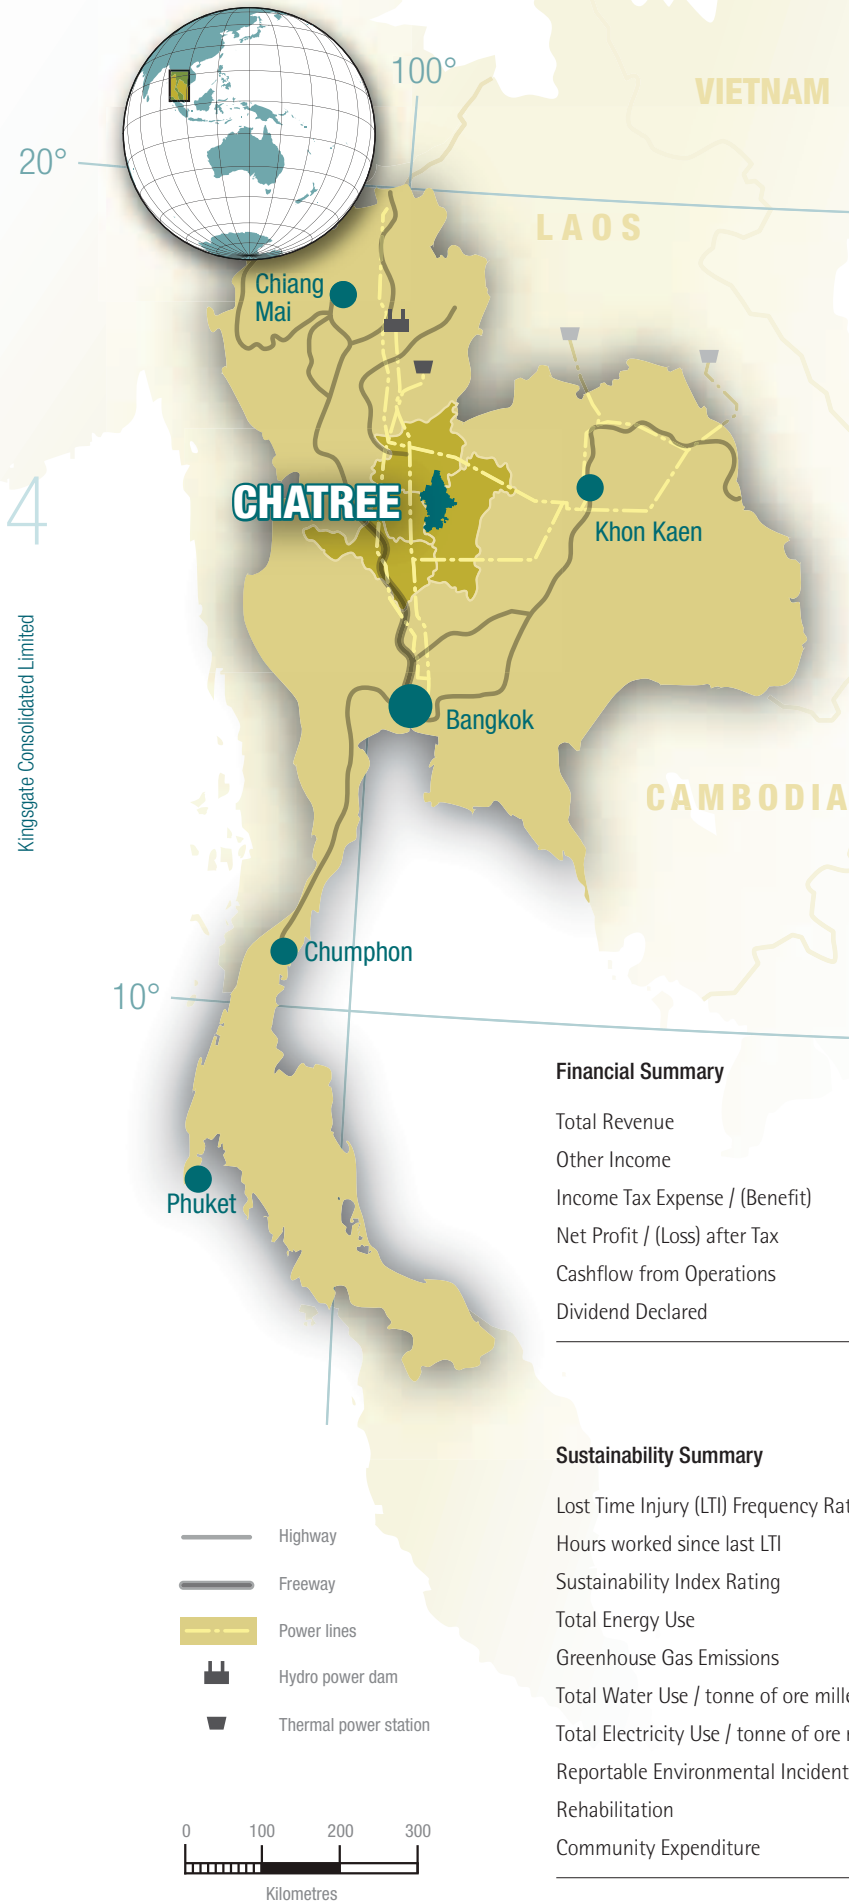 100°
VIETNAM
20°
LAOS
Chiang
Mai
CHATREE
4
Khon Kaen
Kingsgate Consolidated Limited
Bangkok
CAMBODIA
Chumphon
10°
Phuket
Financial Summary
Total Revenue
Other Income
Income Tax Expense / (Benefit)
Net Profit / (Loss) after Tax
Cashflow from Operations
Dividend Declared
Sustainability Summary
Lost Time Injury (LTI) Frequency Rat
Hours worked since last LTI
Sustainability Index Rating
Total Energy Use
Greenhouse Gas Emissions
Total Water Use / tonne of ore mille
Total Electricity Use / tonne of ore
Reportable Environmental Incident
Rehabilitation
Community Expenditure
Highway
Freeway
Power lines
Hydro power dam
Thermal power station
0 100 200 300
Kilometres